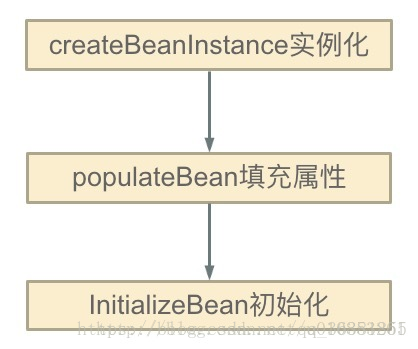 createBeanInstance实例化
populateBean填充属性
InitializeBean初始化